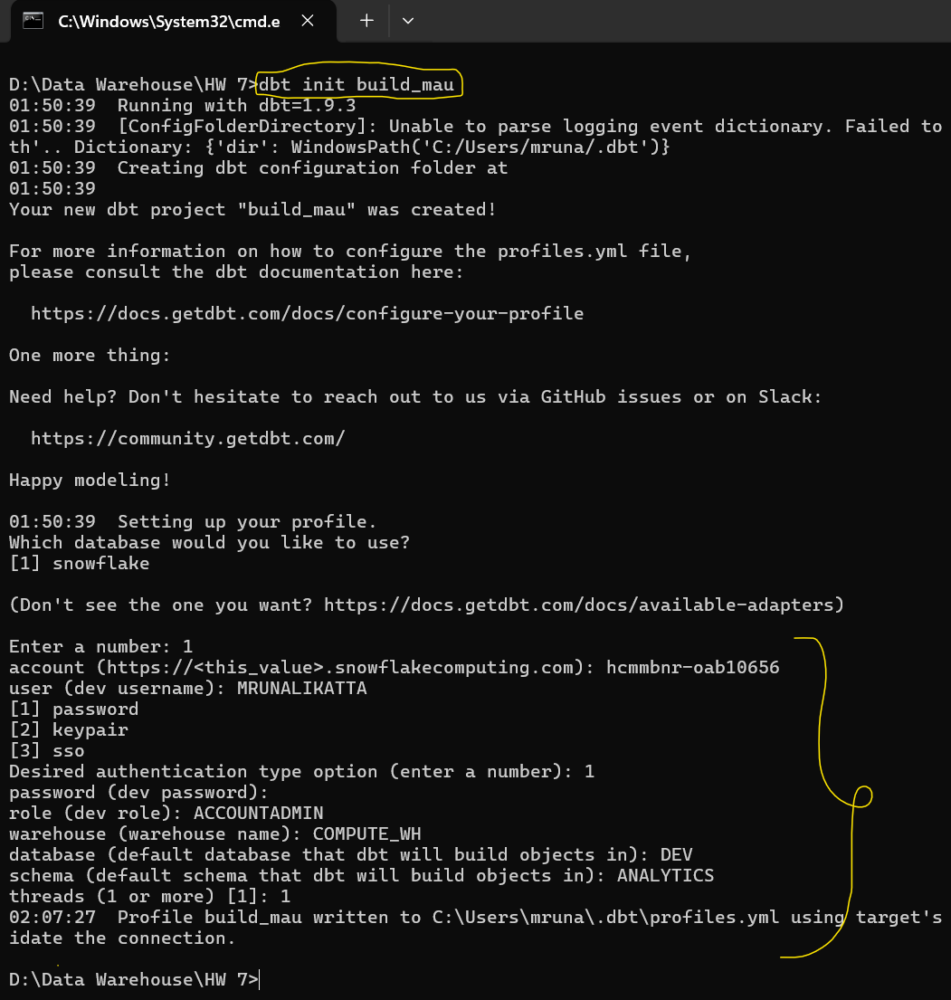 C:\Windows\System32\cmd.e
D:\Data Warehouse\HW 7>dbt init build_mau
01:50:39  Running with dbt=1.9.3
01:50:39  [ConfigFolderDirectory]: Unable to parse logging event dictionary. Failed to
th'.. Dictionary: {'dir': WindowsPath('C:/Users/mruna/.dbt')}
01:50:39  Creating dbt configuration folder at
01:50:39
Your new dbt project "build_mau" was created!
For more information on how to configure the profiles.yml file,
please consult the dbt documentation here:
https://docs.getdbt.com/docs/configure-your-profile
One more thing:
Need help? Don't hesitate to reach out to us via GitHub issues or on Slack:
https://community.getdbt.com/
Happy modeling!
01:50:39  Setting up your profile.
Which database would you like to use?
[1] snowflake
(Don't see the one you want? https://docs.getdbt.com/docs/available-adapters)
Enter a number: 1
account (https://<this_value>.snowflakecomputing.com): hcmmbnr-oab10656
user (dev username): MRUNALIKATTA
[1] password
[2] keypair
[3] sso
Desired authentication type option (enter a number): 1
password (dev password):
role (dev role): ACCOUNTADMIN
warehouse (warehouse name): COMPUTE_WH
database (default database that dbt will build objects in): DEV
schema (default schema that dbt will build objects in): ANALYTICS
threads (1 or more) [1]: 1
02:07:27  Profile build_mau written to C:\Users\mruna\.dbt\profiles.yml using target's
idate the connection.
D:\Data Warehouse\HW 7>